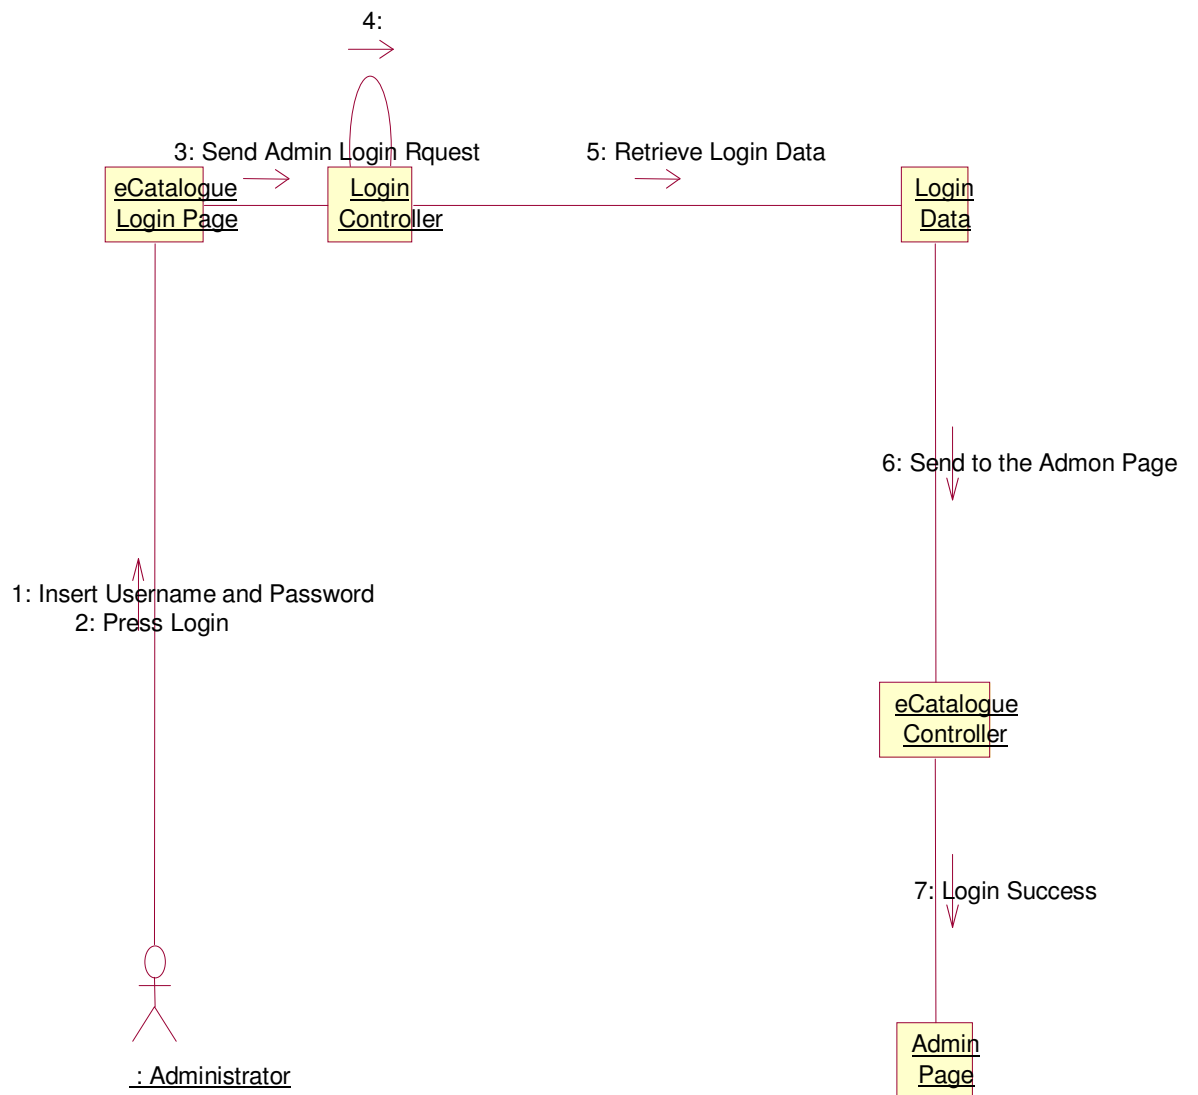 4:
3: Send Admin Login Rquest
5: Retrieve Login Data
eCatalogue
Login Page
Login
Controller
Login
Data
6: Send to the Admon Page
1: Insert Username and Password
2: Press Login
eCatalogue
Controller
7: Login Success
Admin
Page
: Administrator